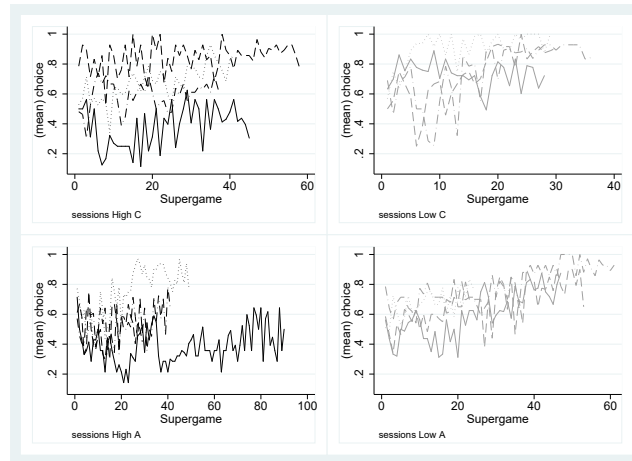 (mean) choice
.2 .4 .6 .8 1
0 20 40 60
Supergame
sessions High C
(mean) choice
.2 .4 .6 .8 1
0 10 20 30 40
Supergame
sessions Low C
(mean) choice
.2 .4 .6 .8 1
0 20 40 60 80 100
Supergame
sessions High A
(mean) choice
.2 .4 .6 .8 1
0 20 40 60
Supergame
sessions Low A